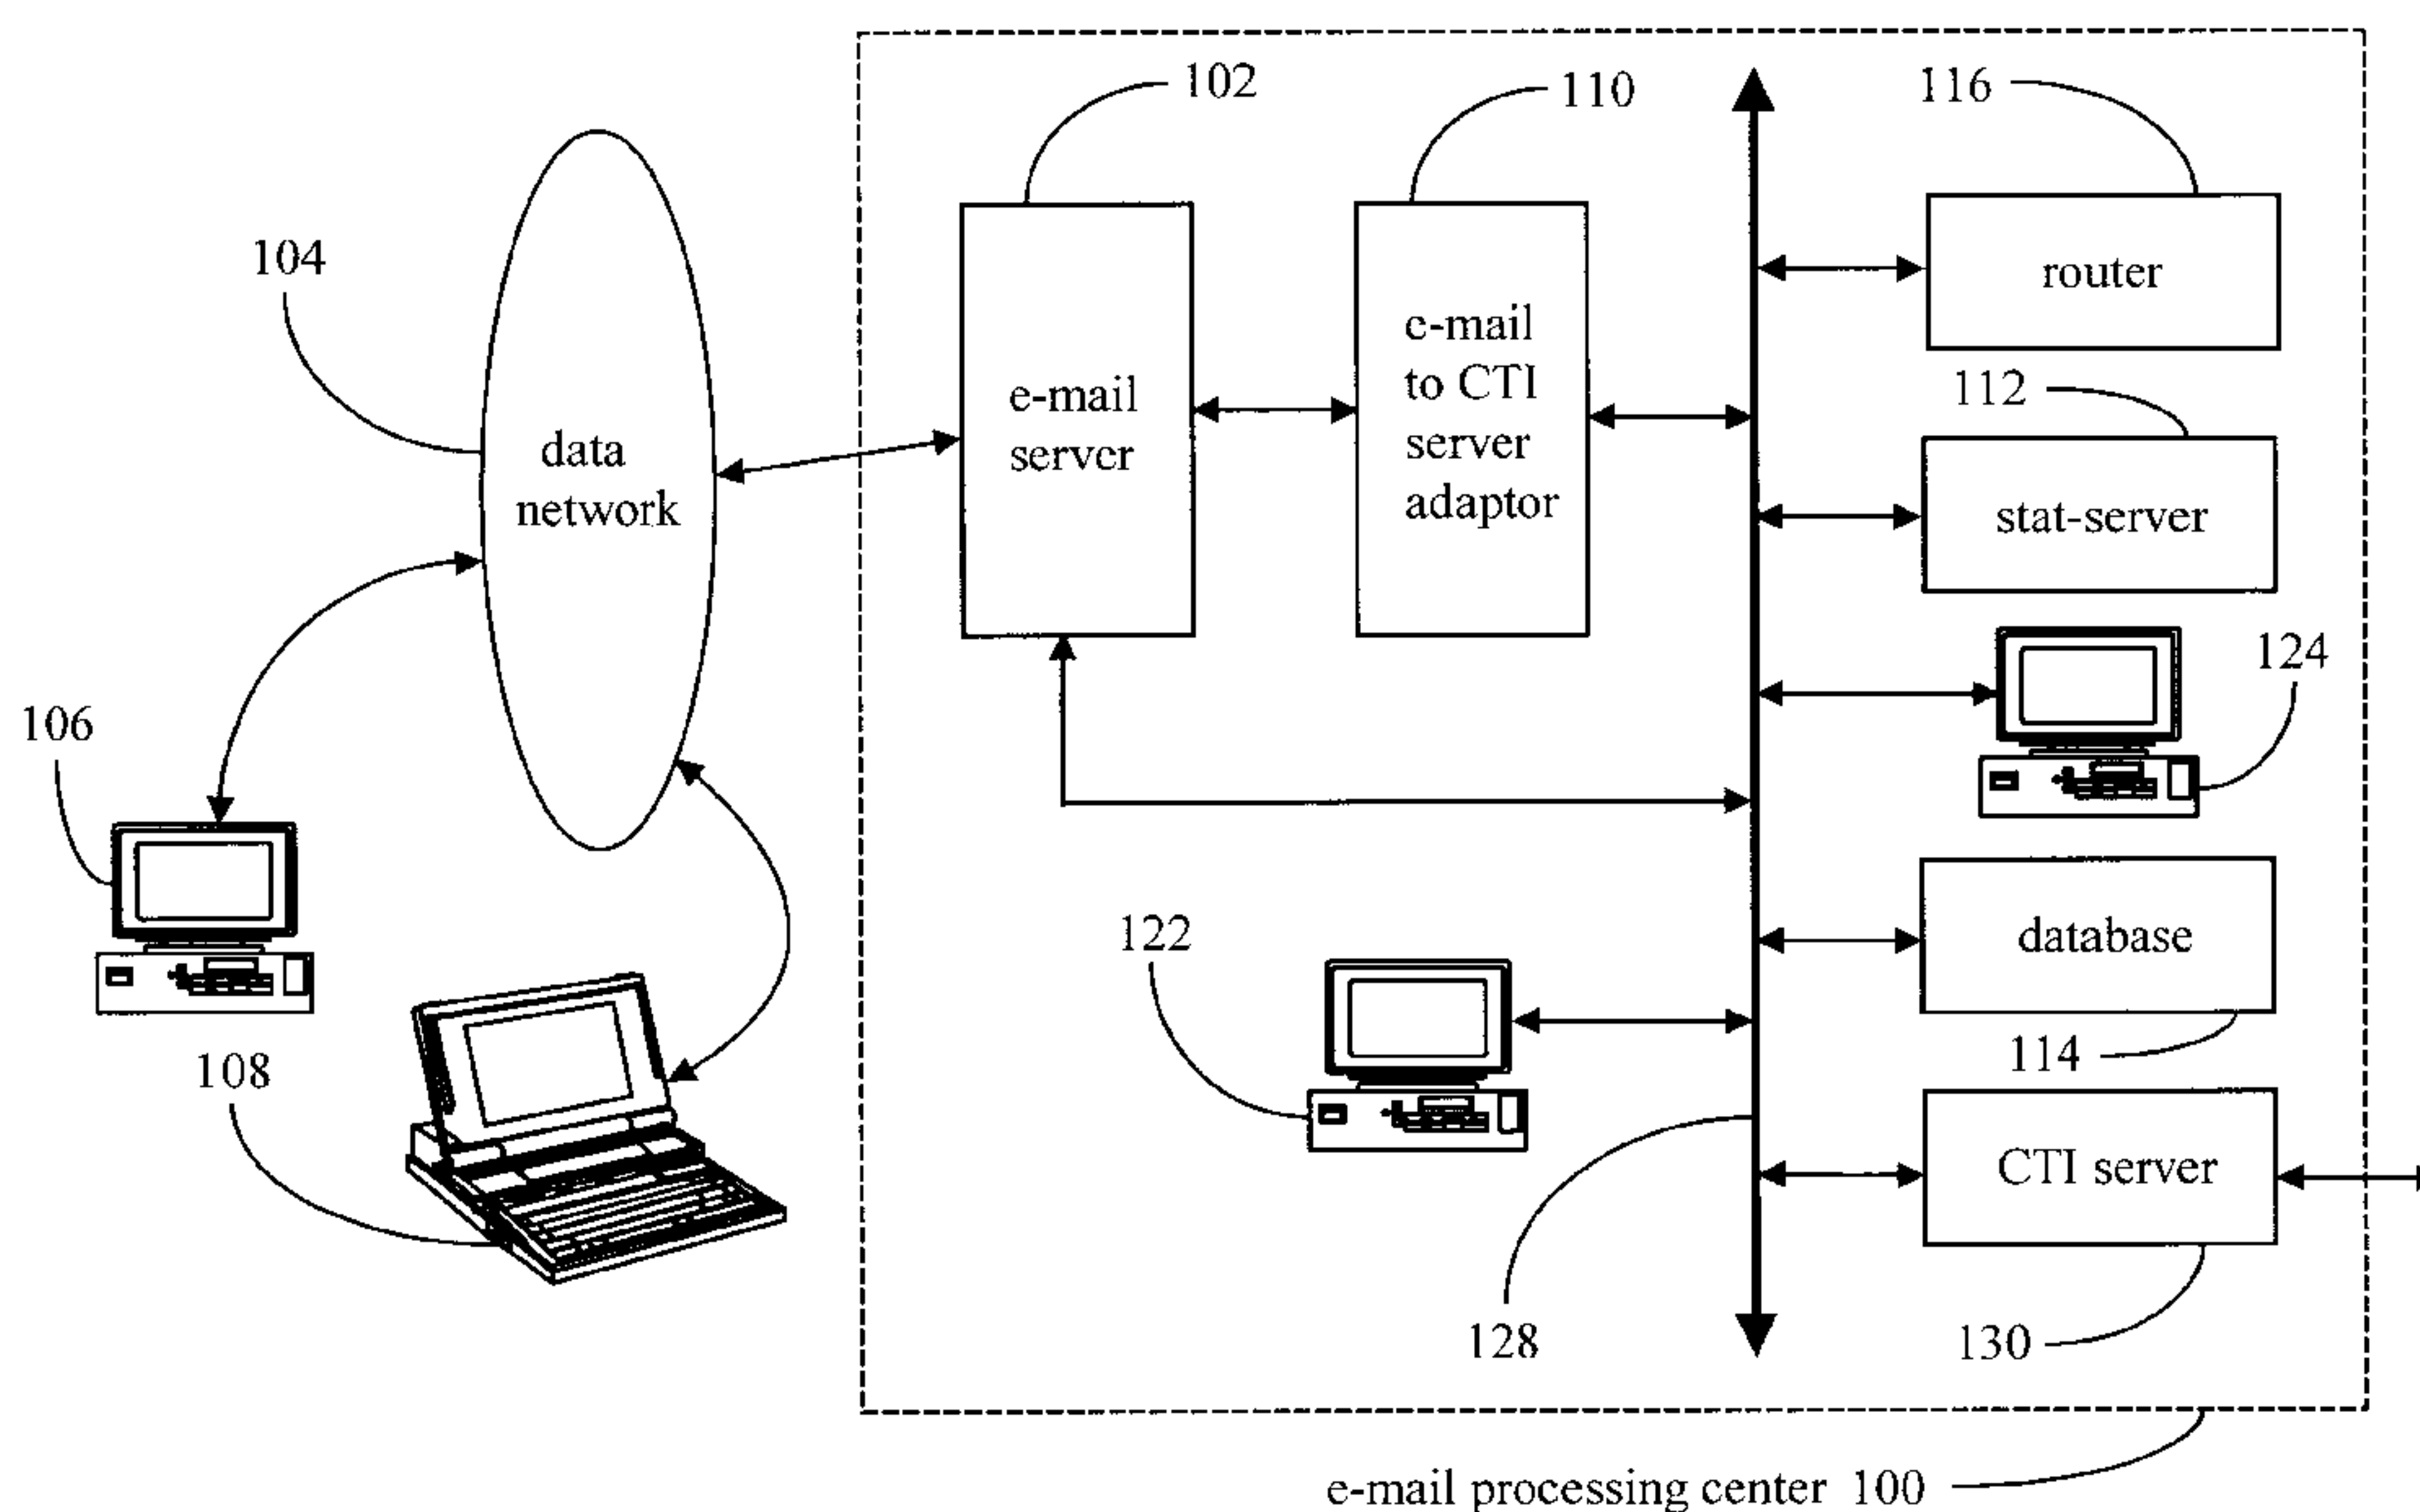 102
110
116
104
router
e-mail
to CTI
server
adaptor
e-mail
server
data
network
112
stat-server
124
106
122
database
114
108
CTI server
128
130
e-mail processing center 100